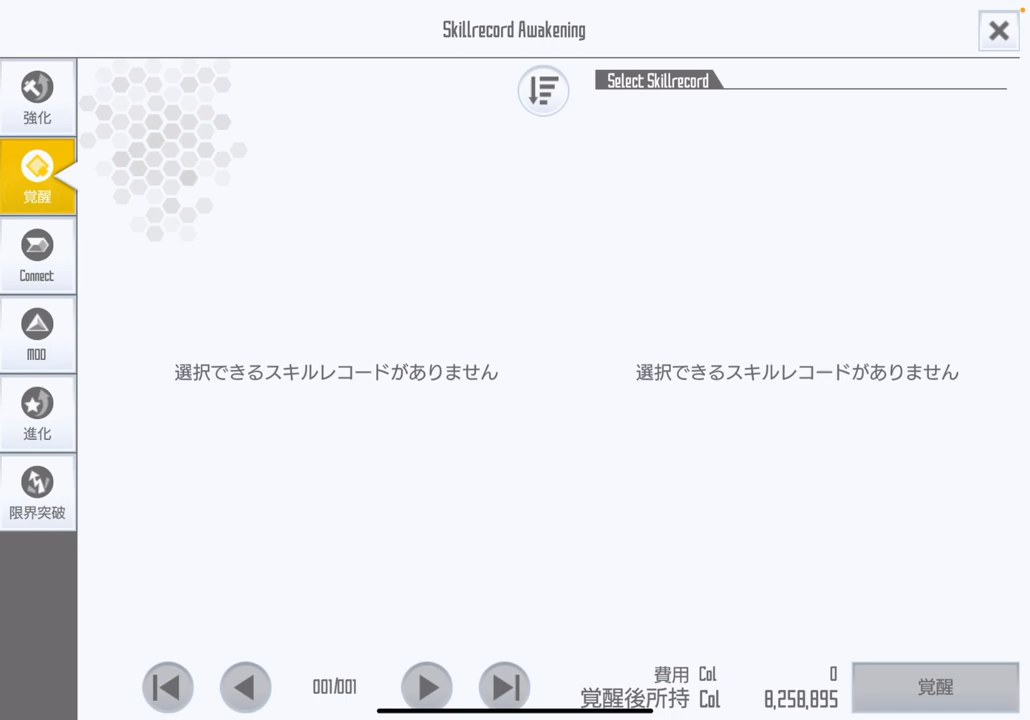 Skillrecord Awakening
強化
Select Skillrecord
覚醒
Connect
MOD
選択できるスキルレコードがありません
選択できるスキルレコードがありません
進化
限界突破
001/001
費用 Col 0
覚醒後所持 Col 8,258,895
覚醒